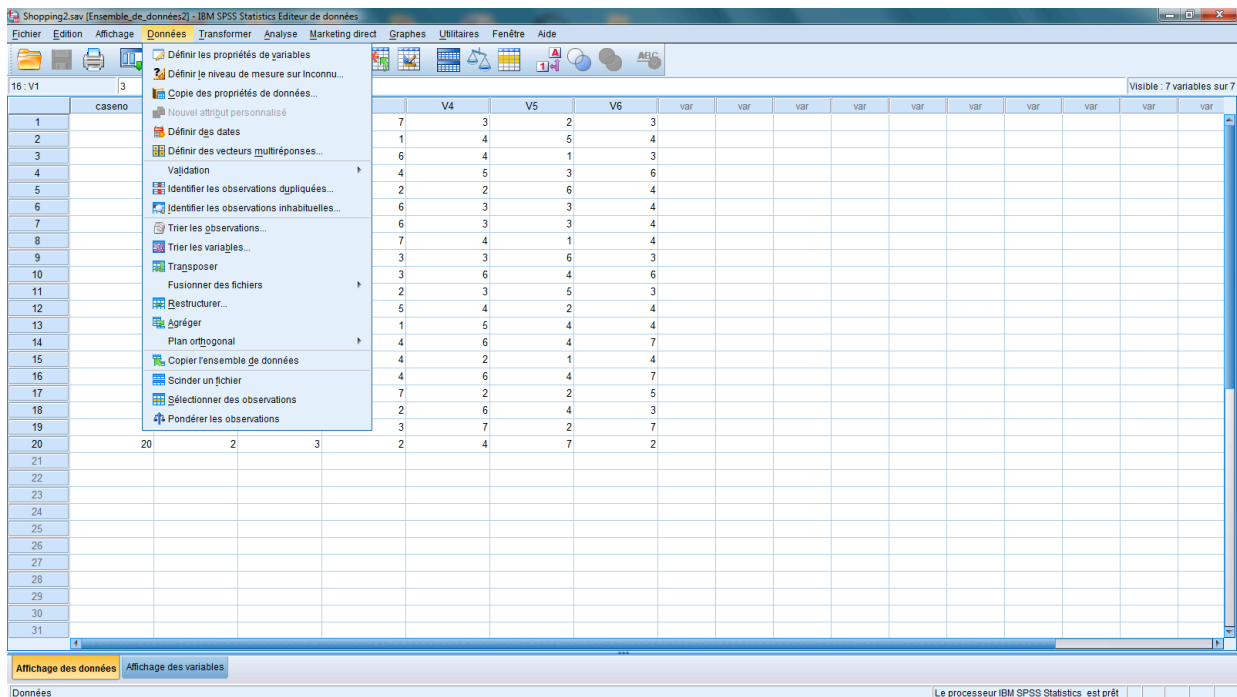 Shopping2.sav [Ensemble_de_données2] - IBM SPSS Statistics Editeur de données
Fichier Edition Affichage Données Transformer Analyse Marketing direct Graphes Utilitaires Fenêtre Aide
16 : V1 3 Visible : 7 variables sur 7
caseno V4 V5 V6 var var var var var var var var var
Définir les propriétés de variables
Définir le niveau de mesure sur Inconnu...
Copie des propriétés de données...
Nouvel attribut personnalisé
Définir des dates
Définir des vecteurs multiréponses...
Validation
Identifier les observations dupliquées...
Identifier les observations inhabituelles...
Trier les observations...
Trier les variables...
Transposer
Fusionner des fichiers
Restructurer...
Agréger
Plan orthogonal
Copier l'ensemble de données
Scinder un fichier
Sélectionner des observations
Pondérer les observations
1 7 3 2 3
2 1 4 5 4
3 6 4 1 3
4 4 5 3 6
5 2 2 6 4
6 6 3 3 4
7 6 3 3 4
8 7 4 1 4
9 3 3 6 3
10 3 6 4 6
11 2 3 5 3
12 5 4 2 4
13 1 5 4 4
14 4 6 4 7
15 4 2 1 4
16 4 6 4 7
17 7 2 2 5
18 2 6 4 3
19 3 7 2 7
20 20 2 3 2 4 7 2
21
22
23
24
25
26
27
28
29
30
31
Affichage des données Affichage des variables
Données Le processeur IBM SPSS Statistics est prêt